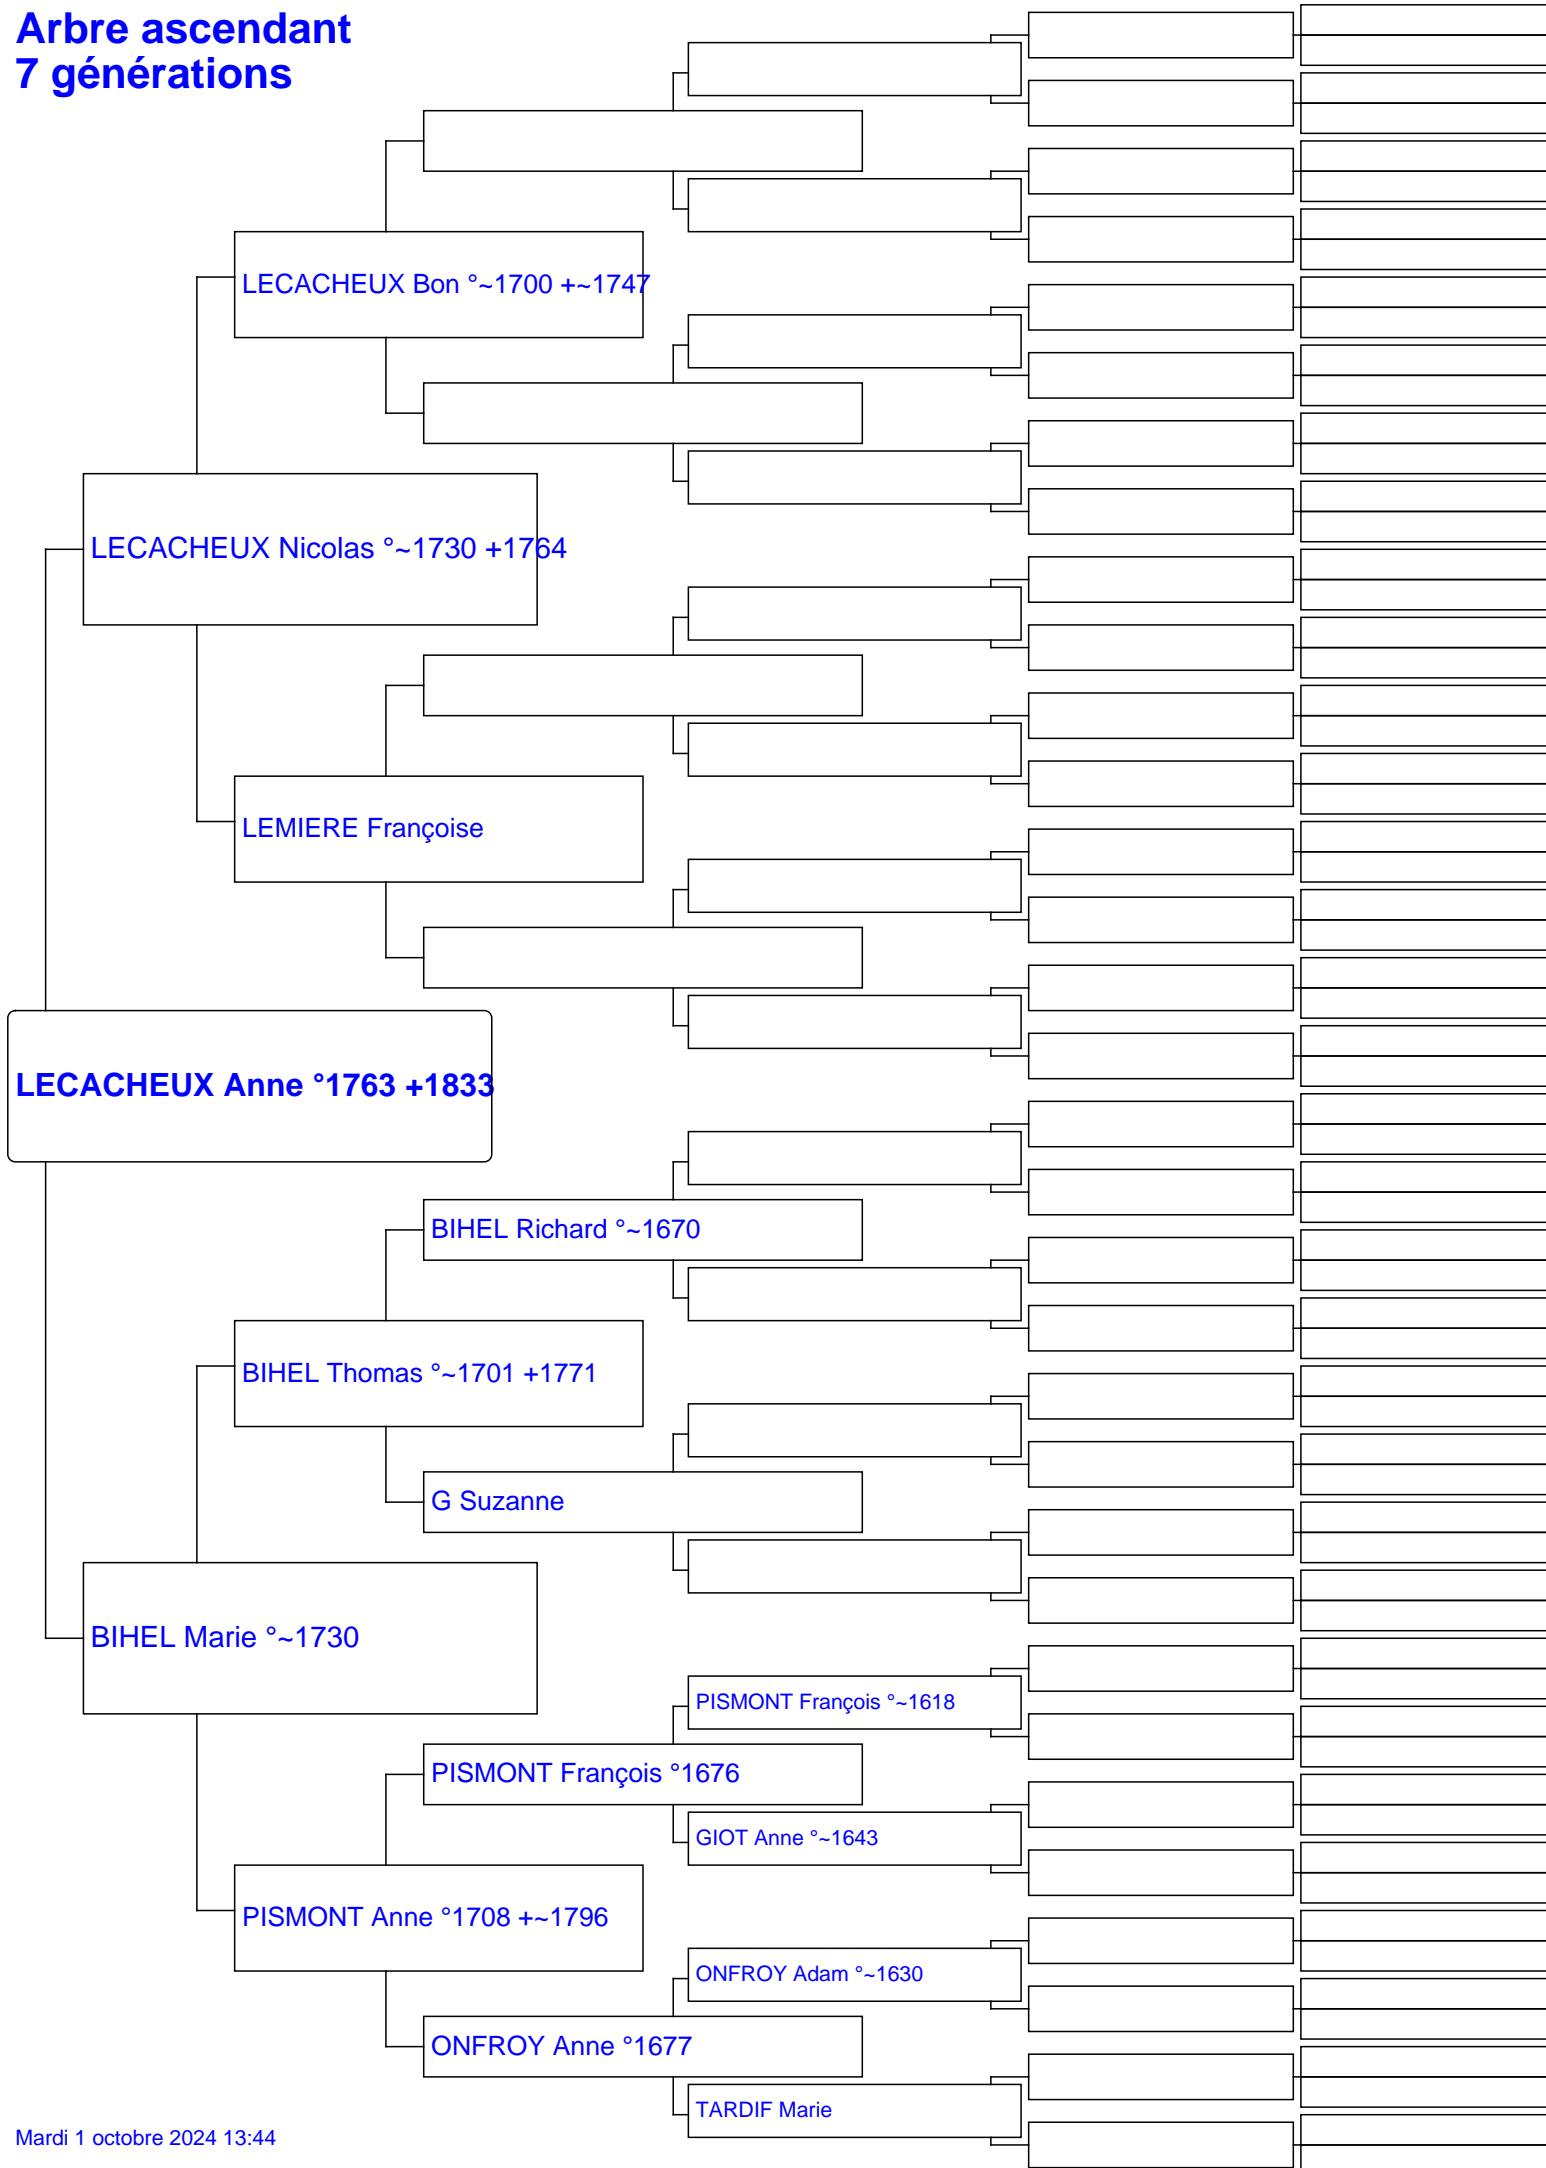 Arbre ascendant
7 générations
LECACHEUX Bon °~1700 +~1747
LECACHEUX Nicolas °~1730 +1764
LEMIERE Françoise
LECACHEUX Anne °1763 +1833
BIHEL Richard °~1670
BIHEL Thomas °~1701 +1771
G Suzanne
BIHEL Marie °~1730
PISMONT François °~1618
PISMONT François °1676
GIOT Anne °~1643
PISMONT Anne °1708 +~1796
ONFROY Adam °~1630
ONFROY Anne °1677
TARDIF Marie
Mardi 1 octobre 2024 13:44